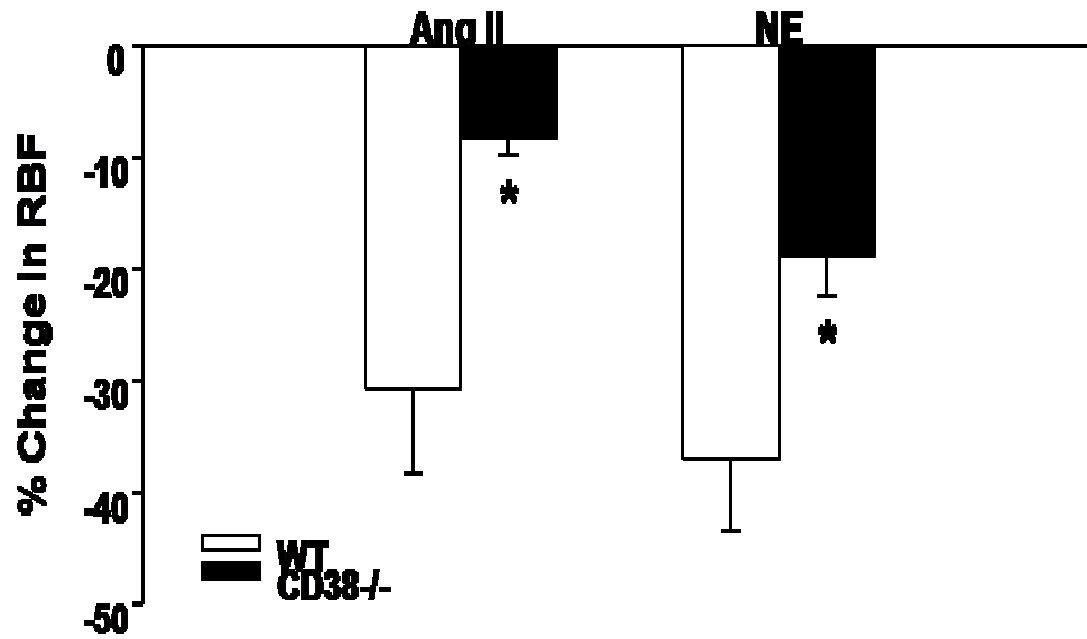 Ang II
NE
0
-10
-20
-30
-40
-50
% Change in RBF
*
*
WT
CD38-/-